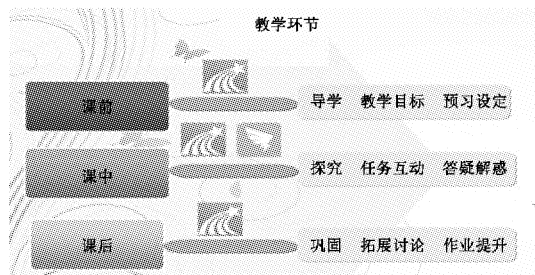 教学环节
课前
导学 教学目标 预习设定
课中
探究 任务互动 答疑解惑
课后
巩固 拓展讨论 作业提升